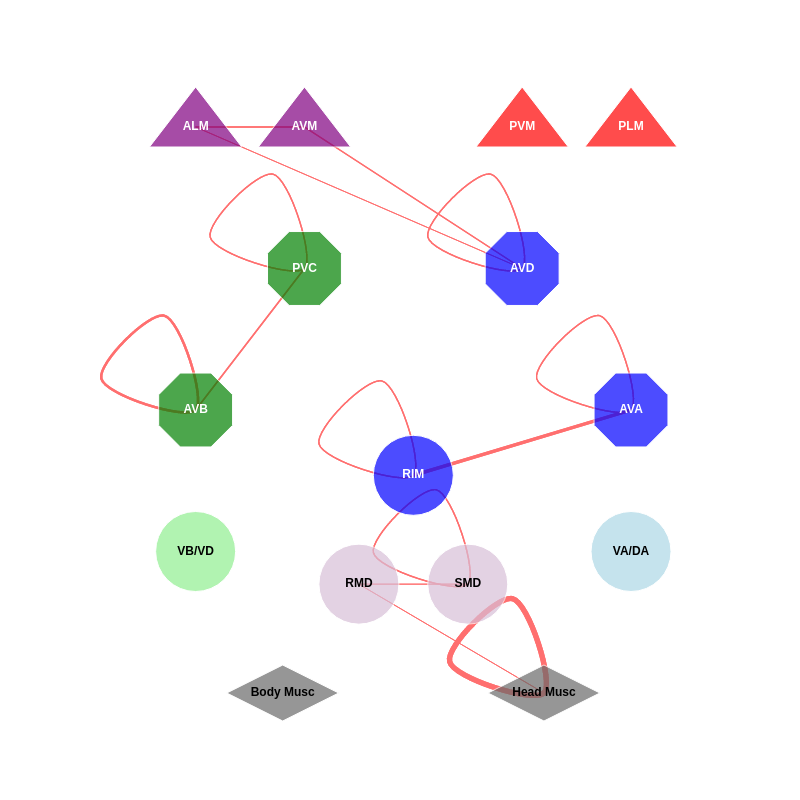 ALM
AVM
PVM
PLM
PVC
AVD
AVB
AVA
RIM
VB/VD
VA/DA
RMD
SMD
Body Musc
Head Musc